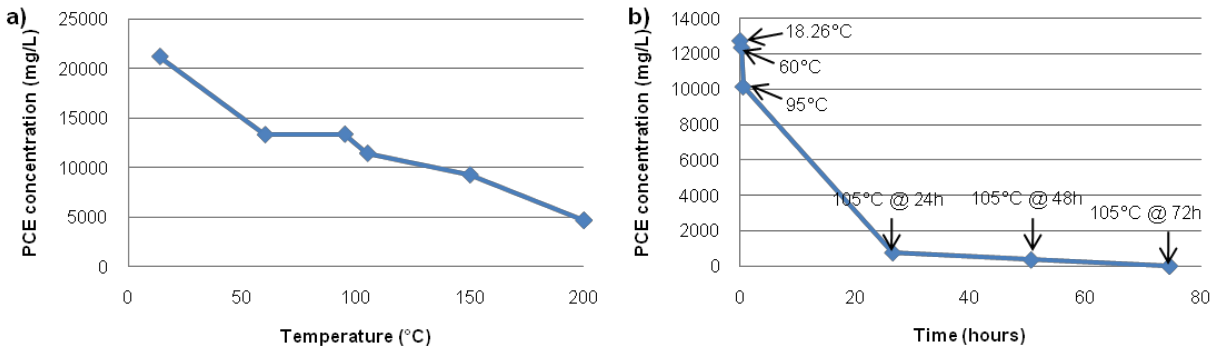 a)
PCE concentration (mg/L)
25000
20000
15000
10000
5000
0
0 50 100 150 200
Temperature (°C)
b)
PCE concentration (mg/L)
14000
12000
10000
8000
6000
4000
2000
0
18.26°C
60°C
95°C
105°C @ 24h
105°C @ 48h
105°C @ 72h
0 20 40 60 80
Time (hours)